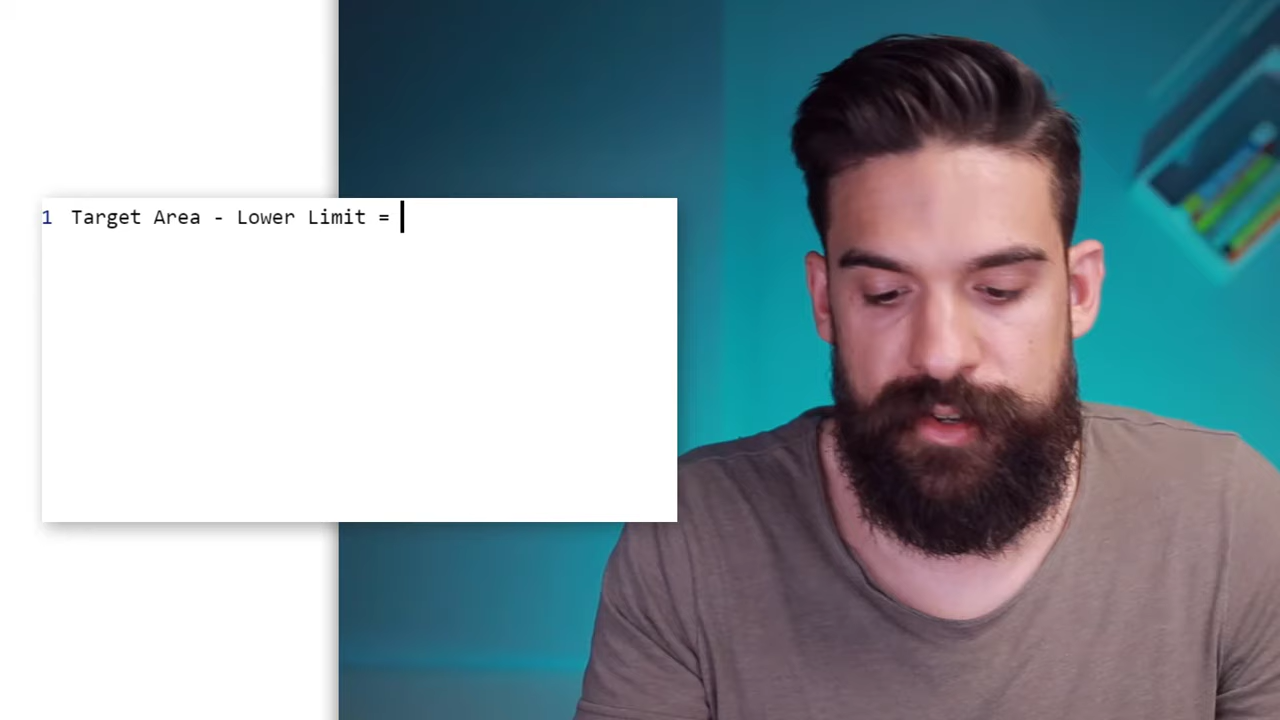 1 Target Area - Lower Limit =